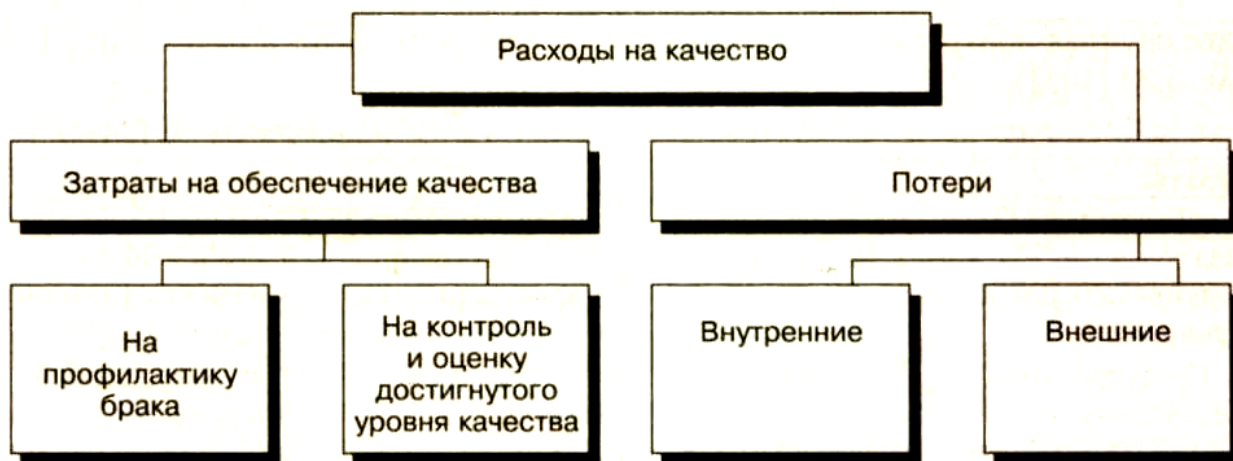 Расходы на качество
Затраты на обеспечение качества
Потери
На
профилактику
брака
На контроль
и оценку
достигнутого
уровня качества
Внутренние
Внешние